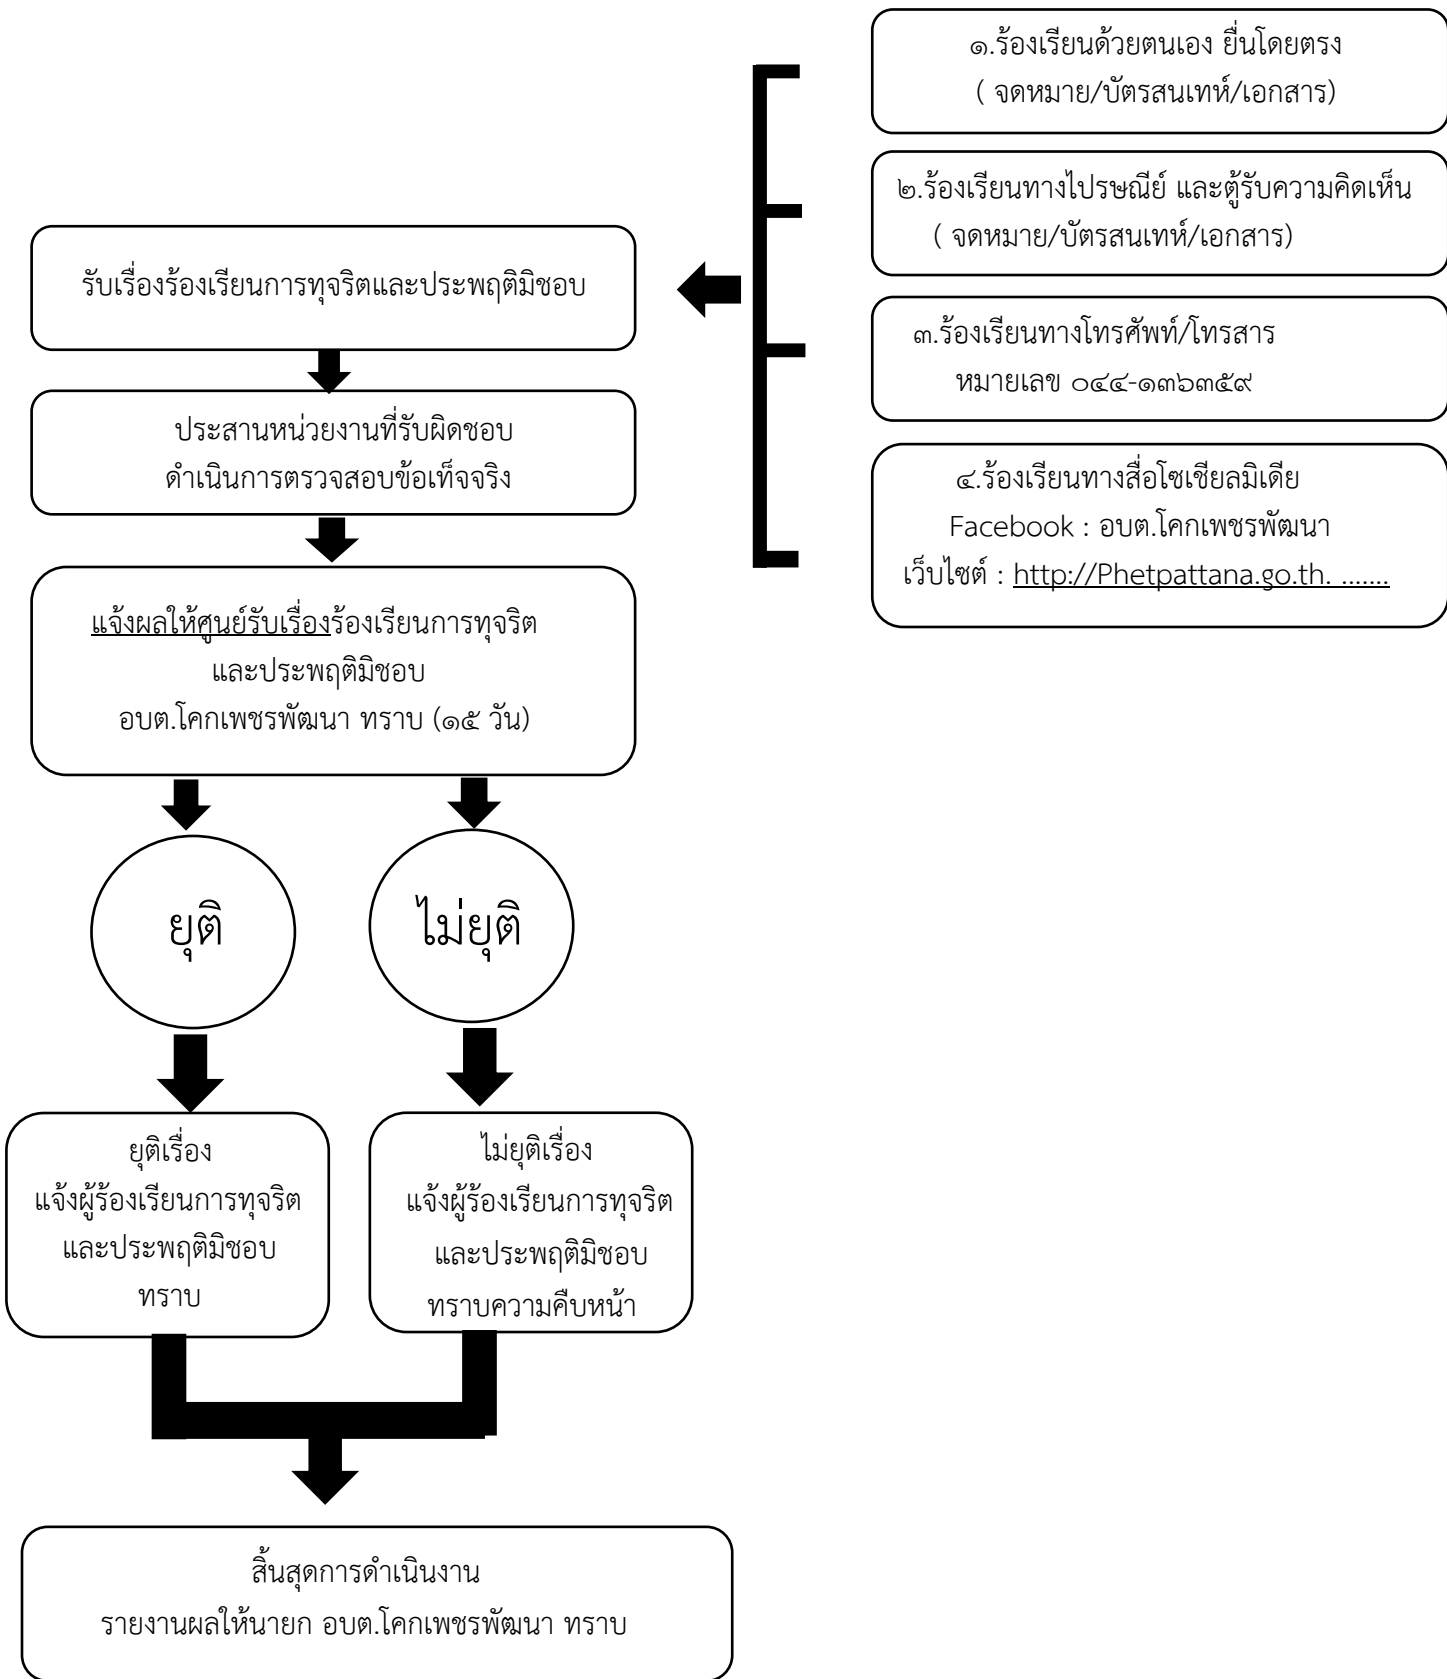 ๑.ร้องเรียนด้วยตนเอง ยื่นโดยตรง
( จดหมาย/บัตรสนเทห์/เอกสาร)
๒.ร้องเรียนทางไปรษณีย์ และตู้รับความคิดเห็น
( จดหมาย/บัตรสนเทห์/เอกสาร)
๓.ร้องเรียนทางโทรศัพท์/โทรสาร
หมายเลข ๐๔๔-๑๓๖๓๕๙
๔.ร้องเรียนทางสื่อโซเชียลมิเดีย
Facebook : อบต.โคกเพชรพัฒนา
เว็บไซต์ : http://Phetpattana.go.th. .......
รับเรื่องร้องเรียนการทุจริตและประพฤติมิชอบ
ประสานหน่วยงานที่รับผิดชอบ
ดำเนินการตรวจสอบข้อเท็จจริง
แจ้งผลให้ศูนย์รับเรื่องร้องเรียนการทุจริต
และประพฤติมิชอบ
อบต.โคกเพชรพัฒนา ทราบ (๑๕ วัน)
ยุติ
ไม่ยุติ
ยุติเรื่อง
แจ้งผู้ร้องเรียนการทุจริต
และประพฤติมิชอบ
ทราบ
ไม่ยุติเรื่อง
แจ้งผู้ร้องเรียนการทุจริต
และประพฤติมิชอบ
ทราบความคืบหน้า
สิ้นสุดการดำเนินงาน
รายงานผลให้นายก อบต.โคกเพชรพัฒนา ทราบ